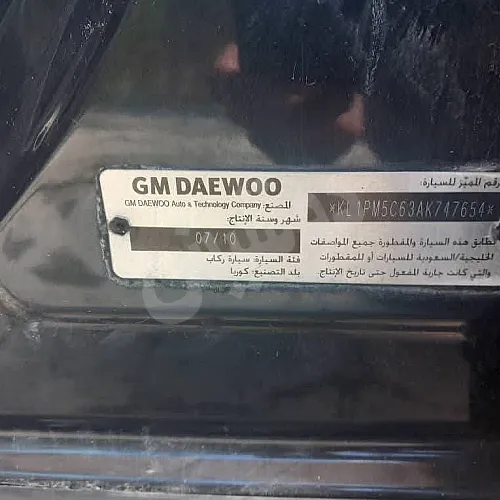 GM DAEWOO
المصنع: GM DAEWOO Auto & Technology Company
شهر وسنة الإنتاج:
07/10
فئة السيارة: سيارة ركاب
بلد التصنيع: كوريا
رقم المميز للسيارة:
*KL1PM5C63AK747654*
تطابق هذه السيارة والمقطورة جميع المواصفات
الخليجية/السعودية للسيارات أو للمقطورات
والتي كانت جارية المفعول حتى تاريخ الإنتاج.